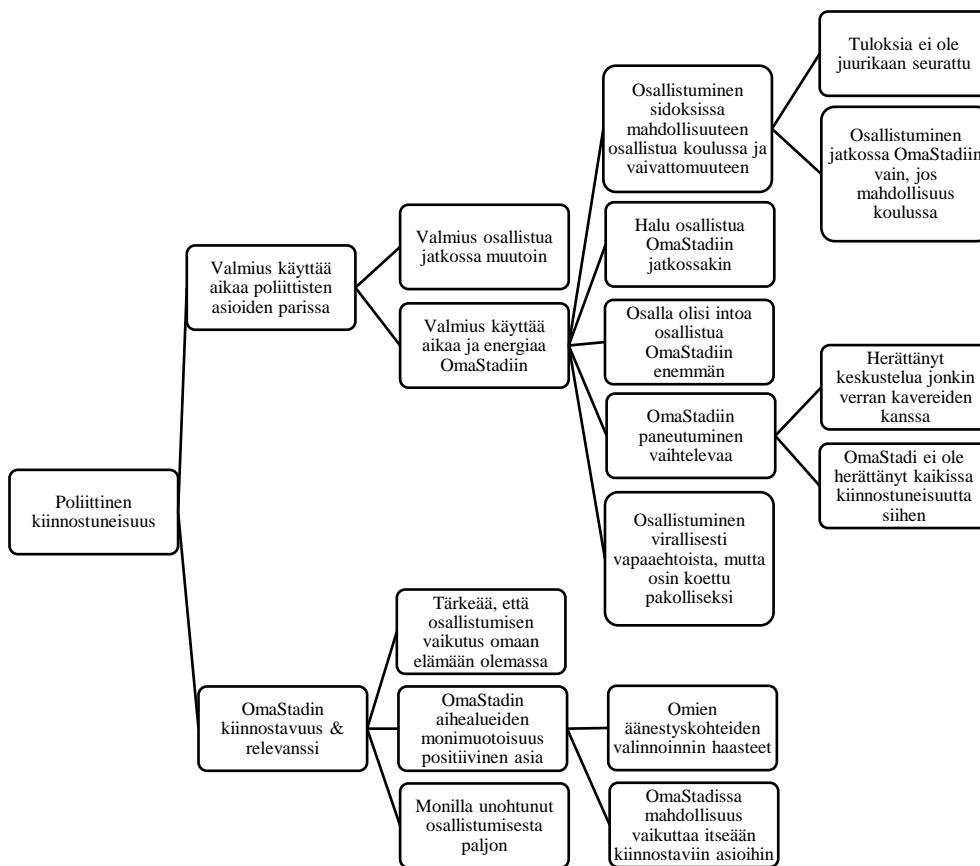 Poliittinen
kiinnostuneisuus
Valmius käyttää
aikaa poliittisten
asioiden parissa
Valmius osallistua
jatkossa muutoin
Valmius käyttää
aikaa ja energiaa
OmaStadiin
Osallistuminen
sidoksissa
mahdollisuuteen
osallistua koulussa ja
vaivattomuuteen
Tuloksia ei ole
juurikaan seurattu
Osallistuminen
jatkossa OmaStadiin
vain, jos
mahdollisuus
koulussa
Halu osallistua
OmaStadiin
jatkossakin
Osalla olisi intoa
osallistua
OmaStadiin
enemmän
OmaStadiin
paneutuminen
vaihtelevaa
Herättänyt
keskustelua jonkin
verran kavereiden
kanssa
OmaStadi ei ole
herättänyt kaikissa
kiinnostuneisuutta
siihen
Osallistuminen
virallisesti
vapaaehtoista, mutta
osin koettu
pakolliseksi
OmaStadin
kiinnostavuus &
relevanssi
Tärkeää, että
osallistumisen
vaikutus omaan
elämään olemassa
OmaStadin
aihealueiden
monimuotoisuus
positiivinen asia
Omien
äänestyskohteiden
valinnoinnin haasteet
OmaStadissa
mahdollisuus
vaikuttaa itseään
kiinnostaviin asioihin
Monilla unohtunut
osallistumisesta
paljon